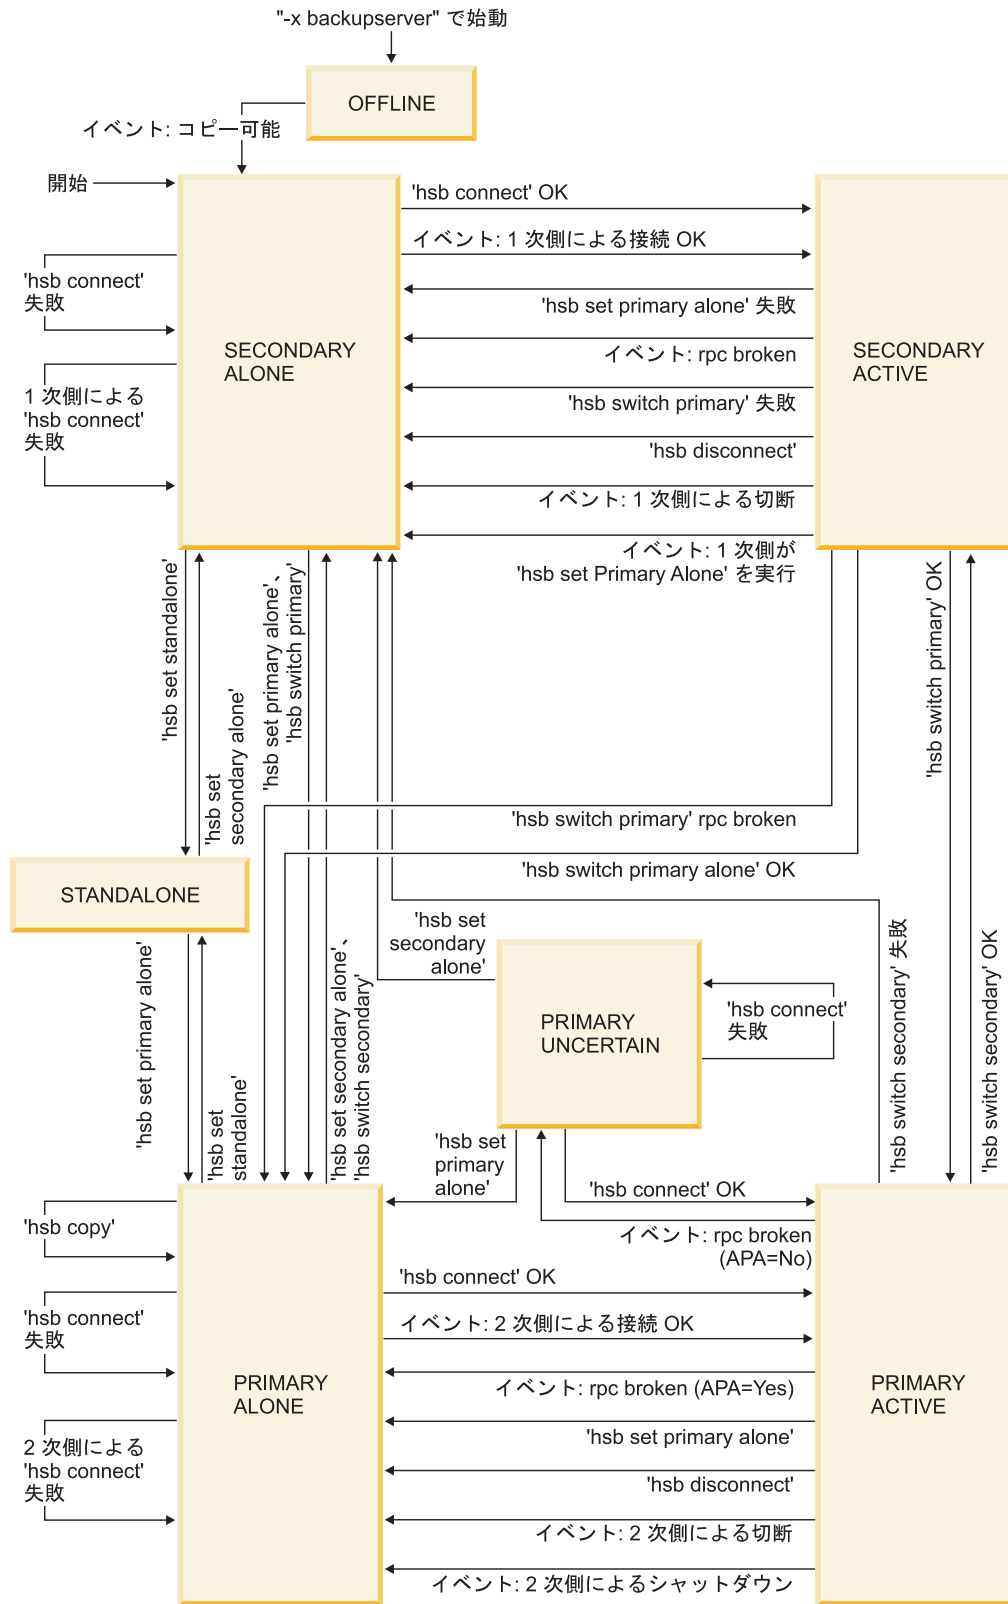 "-x backupserver" で始動
OFFLINE
イベント: コピー可能
開始
'hsb connect' OK
イベント: 1 次側による接続 OK
'hsb connect'
失敗
'hsb set primary alone' 失敗
SECONDARY
ALONE
イベント: rpc broken
SECONDARY
ACTIVE
1 次側による
'hsb connect'
失敗
'hsb switch primary' 失敗
'hsb disconnect'
イベント: 1 次側による切断
イベント: 1 次側が
'hsb set Primary Alone' を実行
'hsb set standalone'
'hsb set
secondary alone'
'hsb set primary alone'、
'hsb switch primary'
'hsb switch primary' OK
'hsb switch primary' rpc broken
'hsb switch primary alone' OK
STANDALONE
'hsb set
secondary
alone'
'hsb set primary alone'
'hsb set
standalone'
'hsb set secondary alone'、
'hsb switch secondary'
PRIMARY
UNCERTAIN
'hsb connect'
失敗
'hsb switch secondary' 失敗
'hsb switch secondary' OK
'hsb set
primary
alone'
'hsb connect' OK
'hsb copy'
イベント: rpc broken
(APA=No)
'hsb connect' OK
'hsb connect'
失敗
イベント: 2 次側による接続 OK
PRIMARY
ALONE
イベント: rpc broken (APA=Yes)
PRIMARY
ACTIVE
'hsb set primary alone'
2 次側による
'hsb connect'
失敗
'hsb disconnect'
イベント: 2 次側による切断
イベント: 2 次側によるシャットダウン